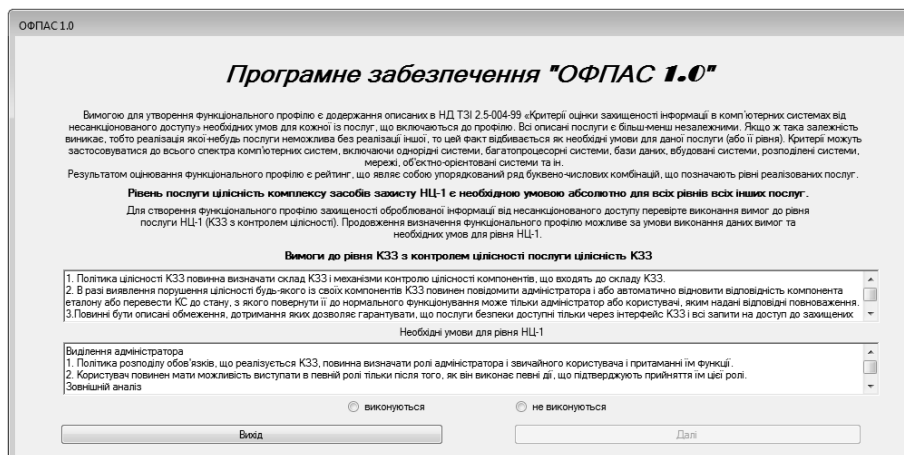 ОФПАС 1.0
Програмне забезпечення "ОФПАС 1.0"
Вимогою для утворення функціонального профілю є додержання описаних в НД ТЗІ 2.5-004-99 «Критерії оцінки захищеності інформації в комп'ютерних системах від
несанкціонованого доступу» необхідних умов для кожної із послуг, що включаються до профілю. Всі описані послуги є більш-менш незалежними. Якщо ж така залежність
виникає, тобто реалізація якої-небудь послуги неможлива без реалізації іншої, то цей факт відбивається як необхідні умови для даної послуги (або її рівня). Критерії можуть
застосовуватися до всього спектра комп'ютерних систем, включаючи однорідні системи, багатопроцесорні системи, бази даних, вбудовані системи, розподілені системи,
мережі, об'єктно-орієнтовані системи та ін.
Результатом оцінювання функціонального профілю є рейтинг, що являє собою упорядкований ряд буквено-числових комбінацій, що позначають рівні реалізованих послуг.
Рівень послуги цілісність комплексу засобів захисту НЦ-1 є необхідною умовою абсолютно для всіх рівнів всіх інших послуг.
Для створення функціонального профілю захищеності оброблюваної інформації від несанкціонованого доступу перевірте виконання вимог до рівня
послуги НЦ-1 (КЗЗ з контролем цілісності). Продовження визначення функціонального профілю можливе за умови виконання даних вимог та
необхідних умов для рівня НЦ-1.
Вимоги до рівня КЗЗ з контролем цілісності послуги цілісність КЗЗ
1. Політика цілісності КЗЗ повинна визначати склад КЗЗ і механізми контролю цілісності компонентів, що входять до складу КЗЗ.
2. В разі виявлення порушення цілісності будь-якого із своїх компонентів КЗЗ повинен повідомити адміністратора і або автоматично відновити відповідність компонента
еталону або перевести КС до стану, з якого повернути її до нормального функціонування може тільки адміністратор або користувачі, яким надані відповідні повноваження.
3.Повинні бути описані обмеження, дотримання яких дозволяє гарантувати, що послуги безпеки доступні тільки через інтерфейс КЗЗ і всі запити на доступ до захищених
Необхідні умови для рівня НЦ-1
Виділення адміністратора
1. Політика розподілу обов'язків, що реалізується КЗЗ, повинна визначати ролі адміністратора і звичайного користувача і притаманні їм функції.
2. Користувач повинен мати можливість виступати в певній ролі тільки після того, як він виконає певні дії, що підтверджують прийняття їм цієї ролі.
Зовнішній аналіз
виконуються не виконуються
Вихід Далі